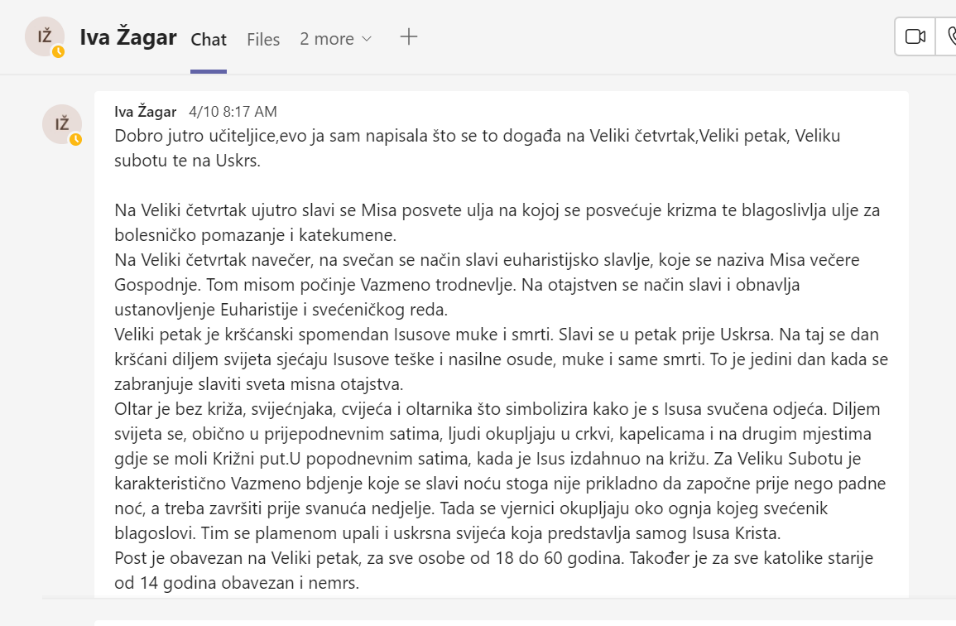 IŽ Iva Žagar Chat Files 2 more
IŽ
Iva Žagar 4/10 8:17 AM
Dobro jutro učiteljice,evo ja sam napisala što se to događa na Veliki četvrtak,Veliki petak, Veliku
subotu te na Uskrs.
Na Veliki četvrtak ujutro slavi se Misa posvete ulja na kojoj se posvećuje krizma te blagoslivlja ulje za
bolesničko pomazanje i katekumene.
Na Veliki četvrtak navečer, na svečan se način slavi euharistijsko slavlje, koje se naziva Misa večere
Gospodnje. Tom misom počinje Vazmeno trodnevlje. Na otajstven se način slavi i obnavlja
ustanovljenje Euharistije i svećeničkog reda.
Veliki petak je kršćanski spomendan Isusove muke i smrti. Slavi se u petak prije Uskrsa. Na taj se dan
kršćani diljem svijeta sjećaju Isusove teške i nasilne osude, muke i same smrti. To je jedini dan kada se
zabranjuje slaviti sveta misna otajstva.
Oltar je bez križa, svijećnjaka, cvijeća i oltarnika što simbolizira kako je s Isusa svučena odjeća. Diljem
svijeta se, obično u prijepodnevnim satima, ljudi okupljaju u crkvi, kapelicama i na drugim mjestima
gdje se moli Križni put.U popodnevnim satima, kada je Isus izdahnuo na križu. Za Veliku Subotu je
karakteristično Vazmeno bdjenje koje se slavi noću stoga nije prikladno da započne prije nego padne
noć, a treba završiti prije svanuća nedjelje. Tada se vjernici okupljaju oko ognja kojeg svećenik
blagoslovi. Tim se plamenom upali i uskrsna svijeća koja predstavlja samog Isusa Krista.
Post je obavezan na Veliki petak, za sve osobe od 18 do 60 godina. Također je za sve katolike starije
od 14 godina obavezan i nemrs.